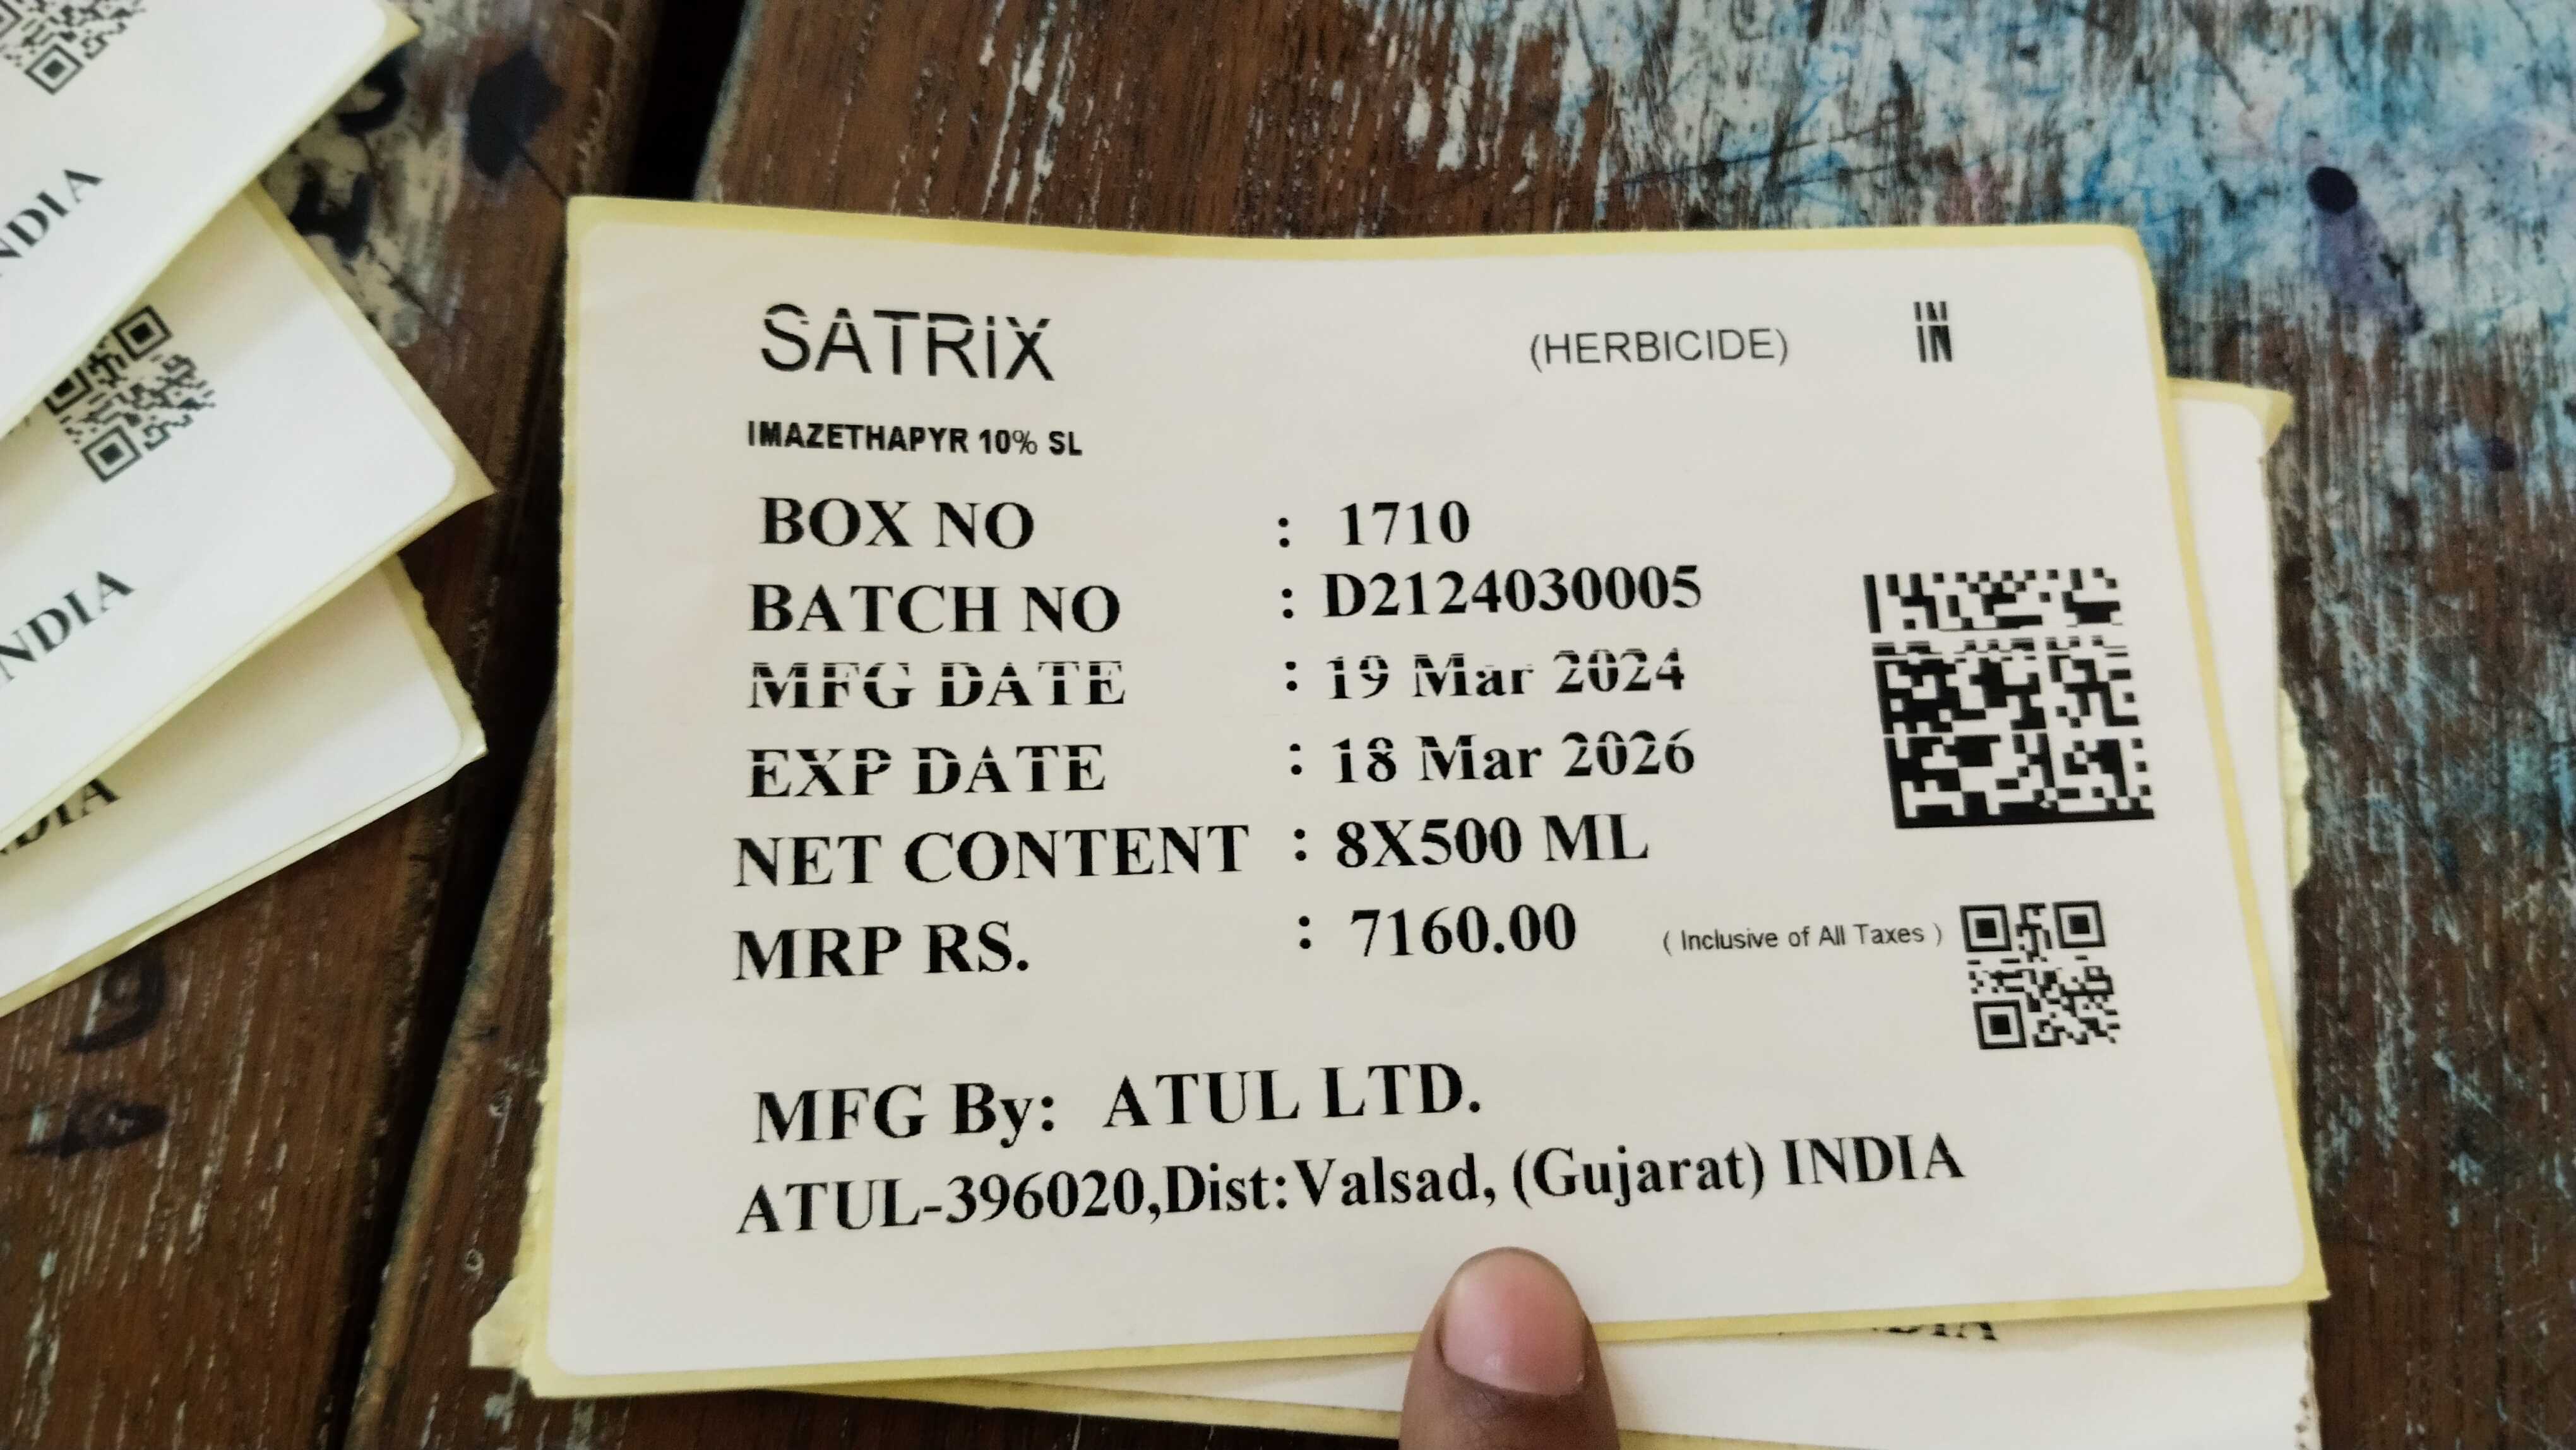 SATRiX (HERBICIDE) IN
IMAZETHAPYR 10% SL
BOX NO : 1710
BATCH NO : D2124030005
MFG DATE : 19 Mar 2024
EXP DATE : 18 Mar 2026
NET CONTENT : 8X500 ML
MRP RS. : 7160.00 ( Inclusive of All Taxes )
MFG By: ATUL LTD.
ATUL-396020,Dist:Valsad, (Gujarat) INDIA